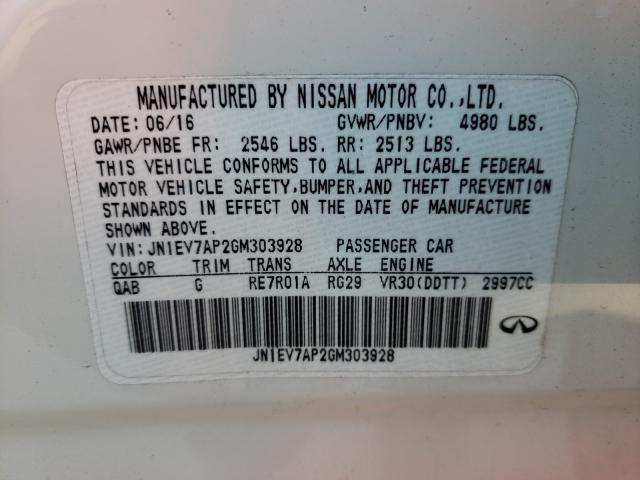 MANUFACTURED BY NISSAN MOTOR CO.,LTD.
DATE: 06/16 GVWR/PNBV: 4980 LBS.
GAWR/PNBE FR: 2546 LBS. RR: 2513 LBS.
THIS VEHICLE CONFORMS TO ALL APPLICABLE FEDERAL
MOTOR VEHICLE SAFETY,BUMPER,AND THEFT PREVENTION
STANDARDS IN EFFECT ON THE DATE OF MANUFACTURE
SHOWN ABOVE.
VIN:JN1EV7AP2GM303928 PASSENGER CAR
COLOR TRIM TRANS AXLE ENGINE
QAB G RE7R01A RG29 VR30(DDTT) 2997CC
JN1EV7AP2GM303928